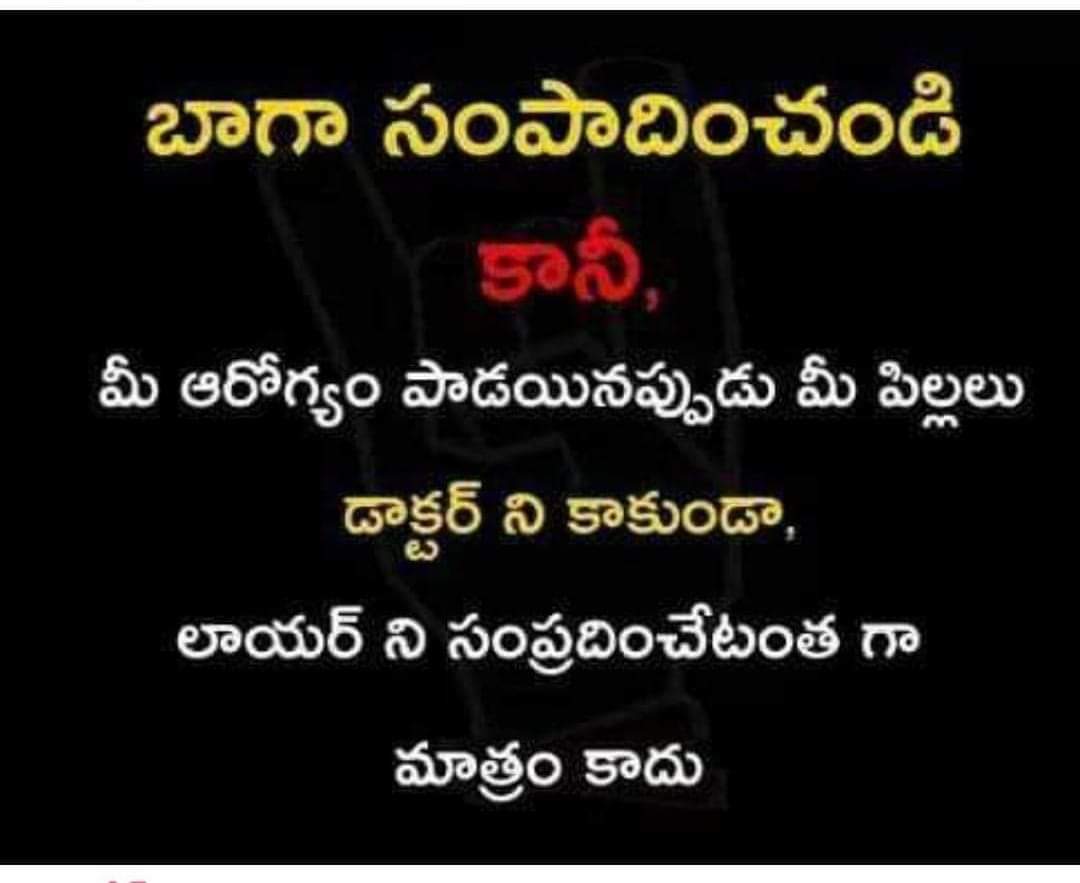 బాగా సంపాదించండి
కానీ,
మీ ఆరోగ్యం పాడయినప్పుడు మీ పిల్లలు
డాక్టర్ ని కాకుండా,
లాయర్ ని సంప్రదించేటంత గా
మాత్రం కాదు